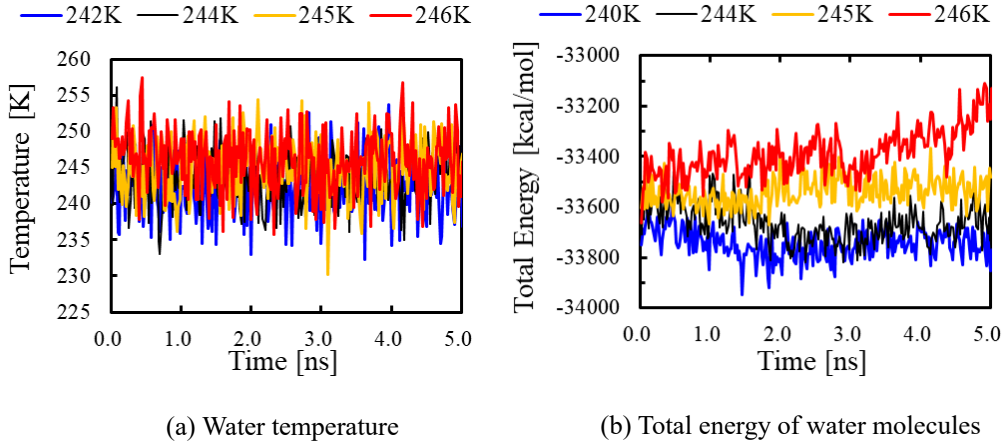 242K 244K 245K 246K
Temperature [K]
260
255
250
245
240
235
230
225
0.0 1.0 2.0 3.0 4.0 5.0
Time [ns]
(a) Water temperature
240K 244K 245K 246K
Total Energy [kcal/mol]
-33000
-33200
-33400
-33600
-33800
-34000
0.0 1.0 2.0 3.0 4.0 5.0
Time [ns]
(b) Total energy of water molecules